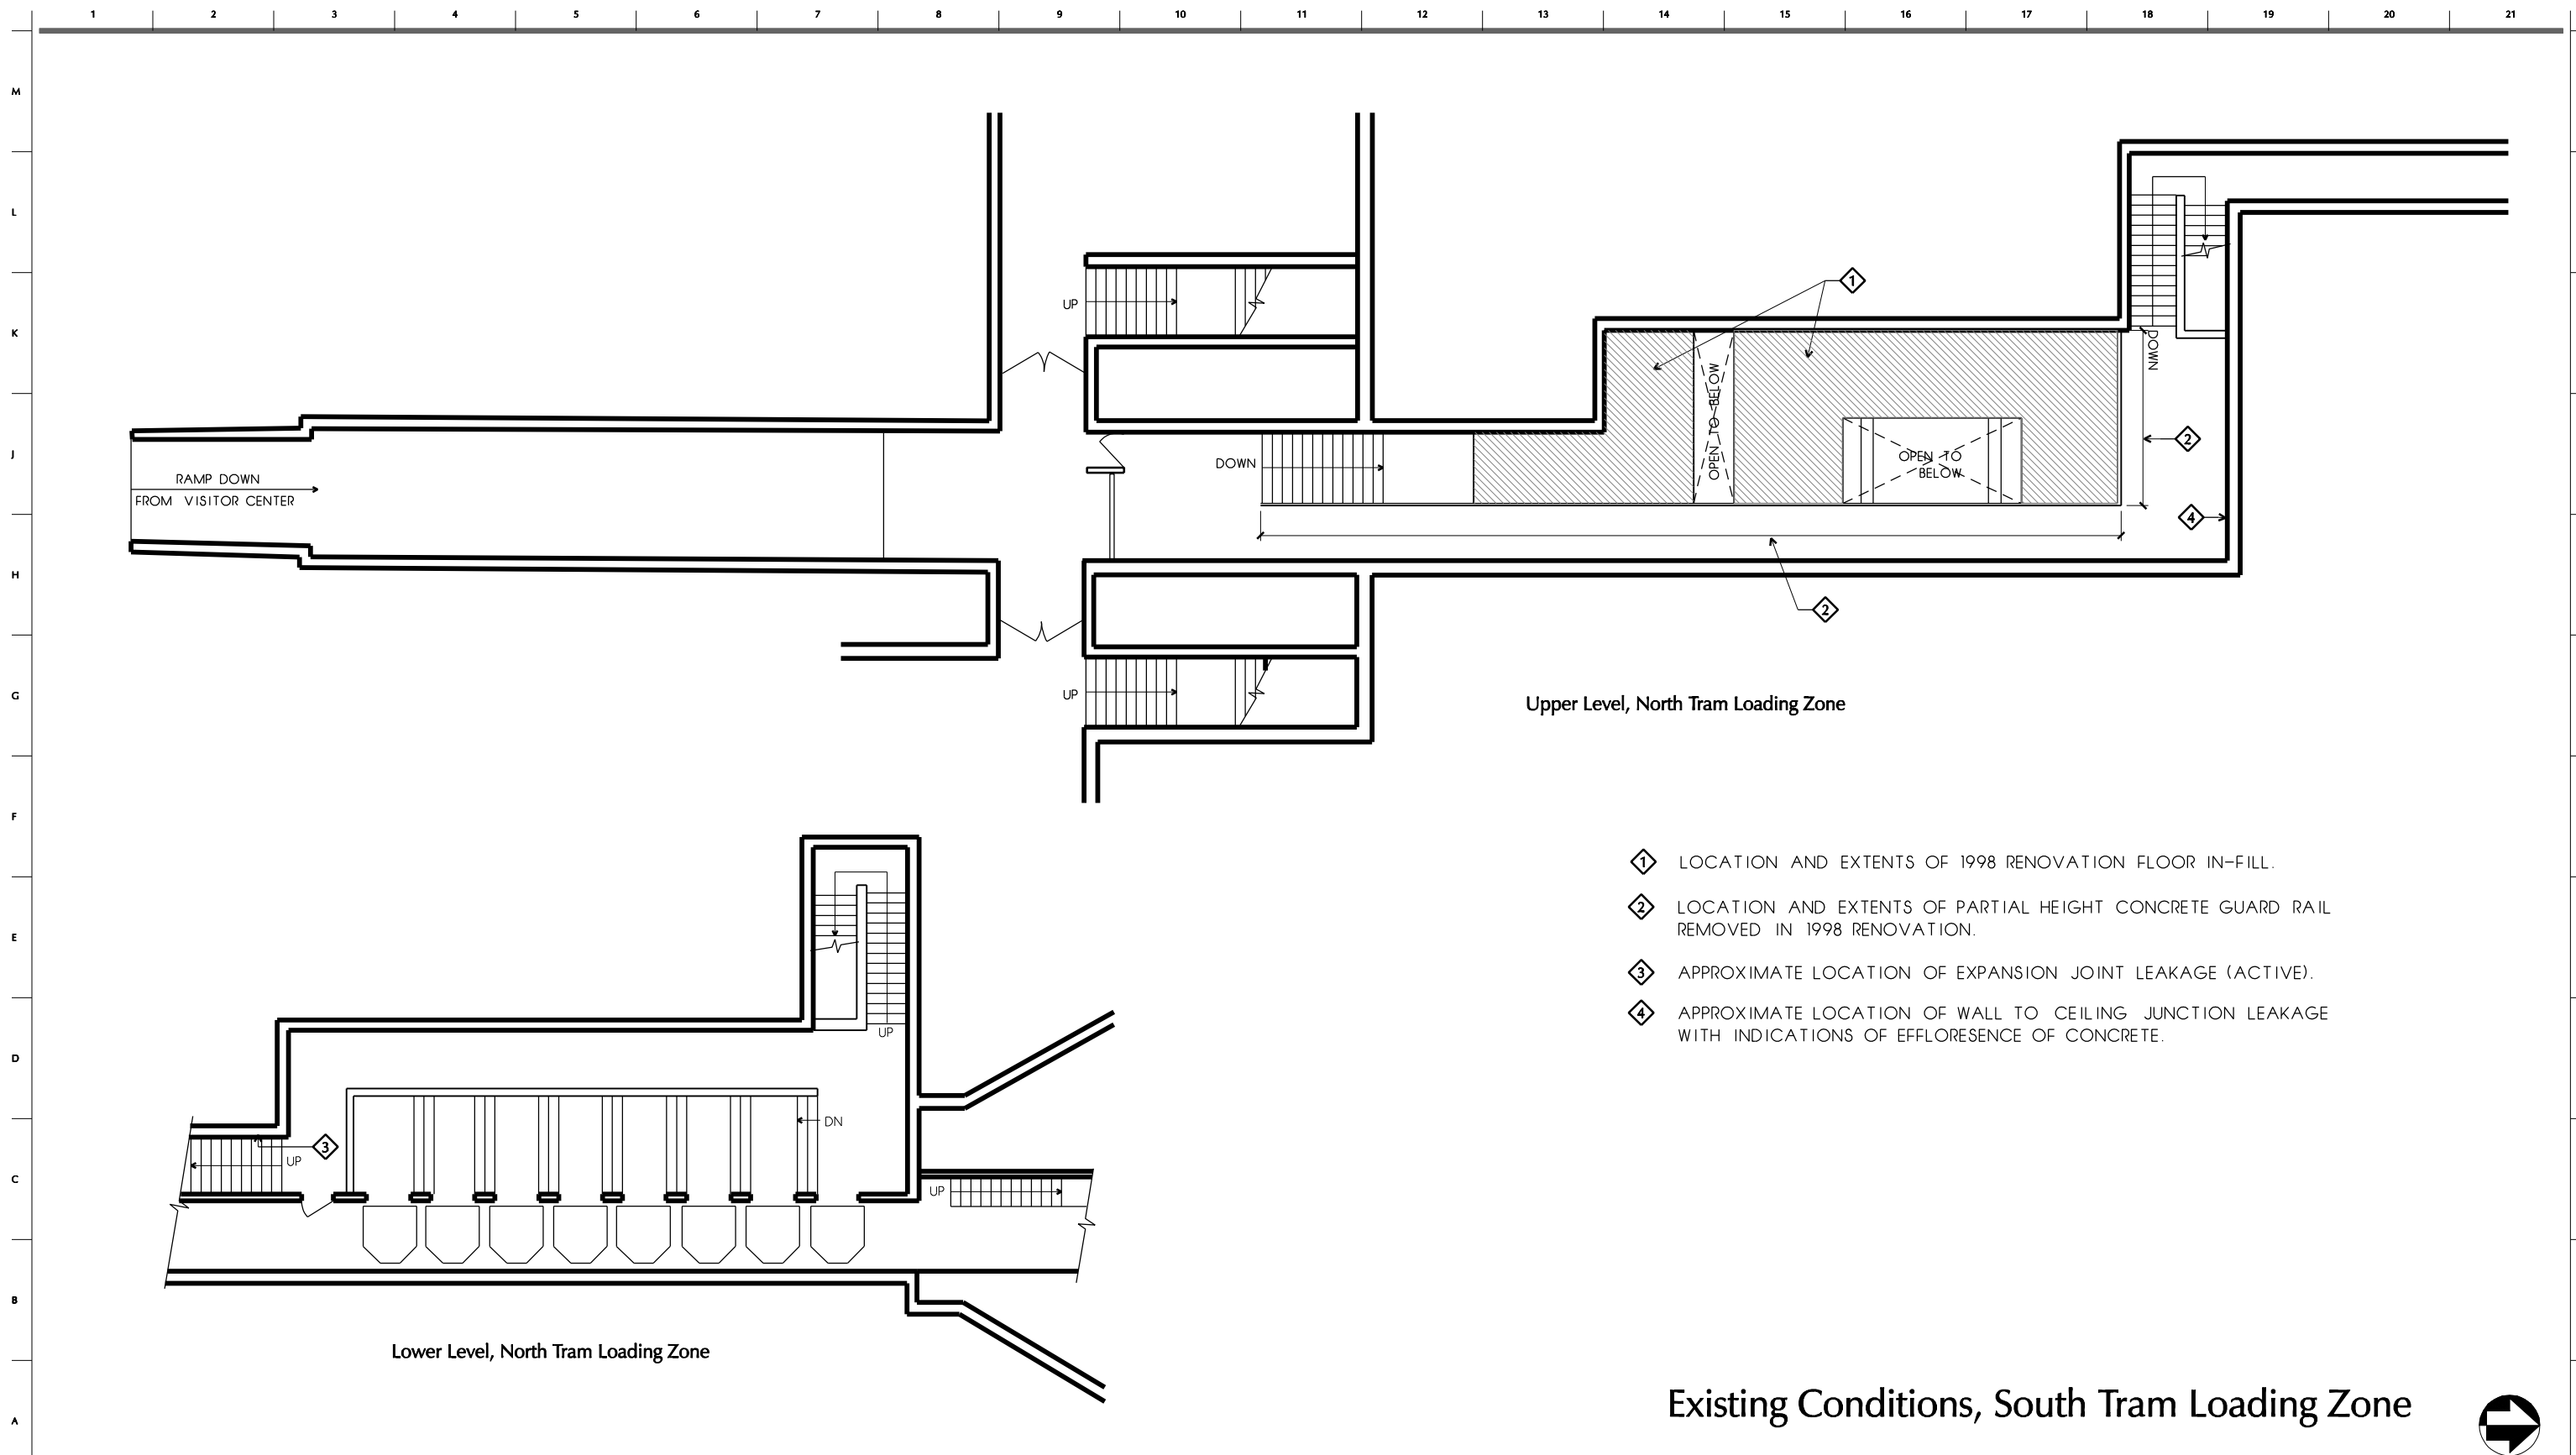 1 2 3 4 5 6 7 8 9 10 11 12 13 14 15 16 17 18 19 20 21
M
L
K
J
H
G
F
E
D
C
B
A
UP
1
DOWN
OPEN TO BELOW
2
DOWN
OPEN TO
BELOW
RAMP DOWN
FROM VISITOR CENTER
4
2
UP
Upper Level, North Tram Loading Zone
1 LOCATION AND EXTENTS OF 1998 RENOVATION FLOOR IN-FILL.
2 LOCATION AND EXTENTS OF PARTIAL HEIGHT CONCRETE GUARD RAIL
REMOVED IN 1998 RENOVATION.
3 APPROXIMATE LOCATION OF EXPANSION JOINT LEAKAGE (ACTIVE).
4 APPROXIMATE LOCATION OF WALL TO CEILING JUNCTION LEAKAGE
WITH INDICATIONS OF EFFLORESENCE OF CONCRETE.
UP
DN
3
UP
UP
Lower Level, North Tram Loading Zone
Existing Conditions, South Tram Loading Zone